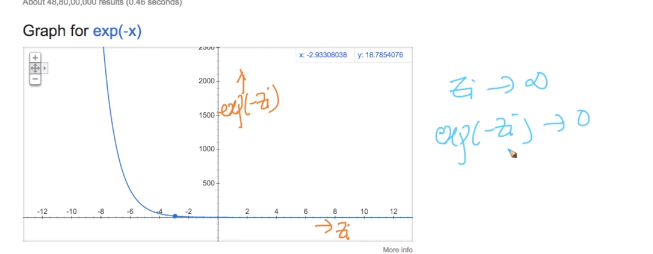 About 48,80,00,000 results (0.46 seconds)
Graph for exp(-x)
x: -2.93308038 y: 18.7854076
2500
2000
1500
1000
500
-12 -10 -8 -6 -4 -2 2 4 6 8 10 12
exp(-zi)
→ zi
More info
zi → ∞
exp(-zi) → 0